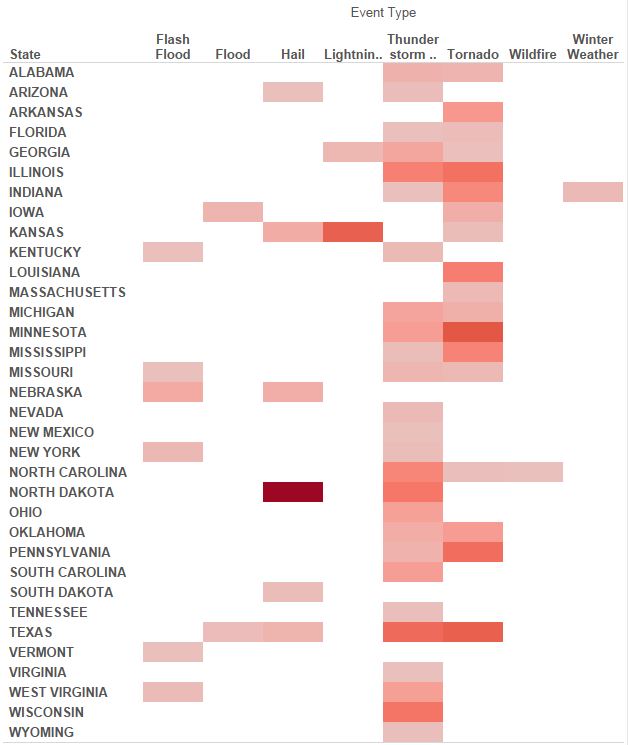 Event Type
Flash Thunder Winter
State Flood Flood Hail Lightnin.. storm .. Tornado Wildfire Weather
ALABAMA
ARIZONA
ARKANSAS
FLORIDA
GEORGIA
ILLINOIS
INDIANA
IOWA
KANSAS
KENTUCKY
LOUISIANA
MASSACHUSETTS
MICHIGAN
MINNESOTA
MISSISSIPPI
MISSOURI
NEBRASKA
NEVADA
NEW MEXICO
NEW YORK
NORTH CAROLINA
NORTH DAKOTA
OHIO
OKLAHOMA
PENNSYLVANIA
SOUTH CAROLINA
SOUTH DAKOTA
TENNESSEE
TEXAS
VERMONT
VIRGINIA
WEST VIRGINIA
WISCONSIN
WYOMING